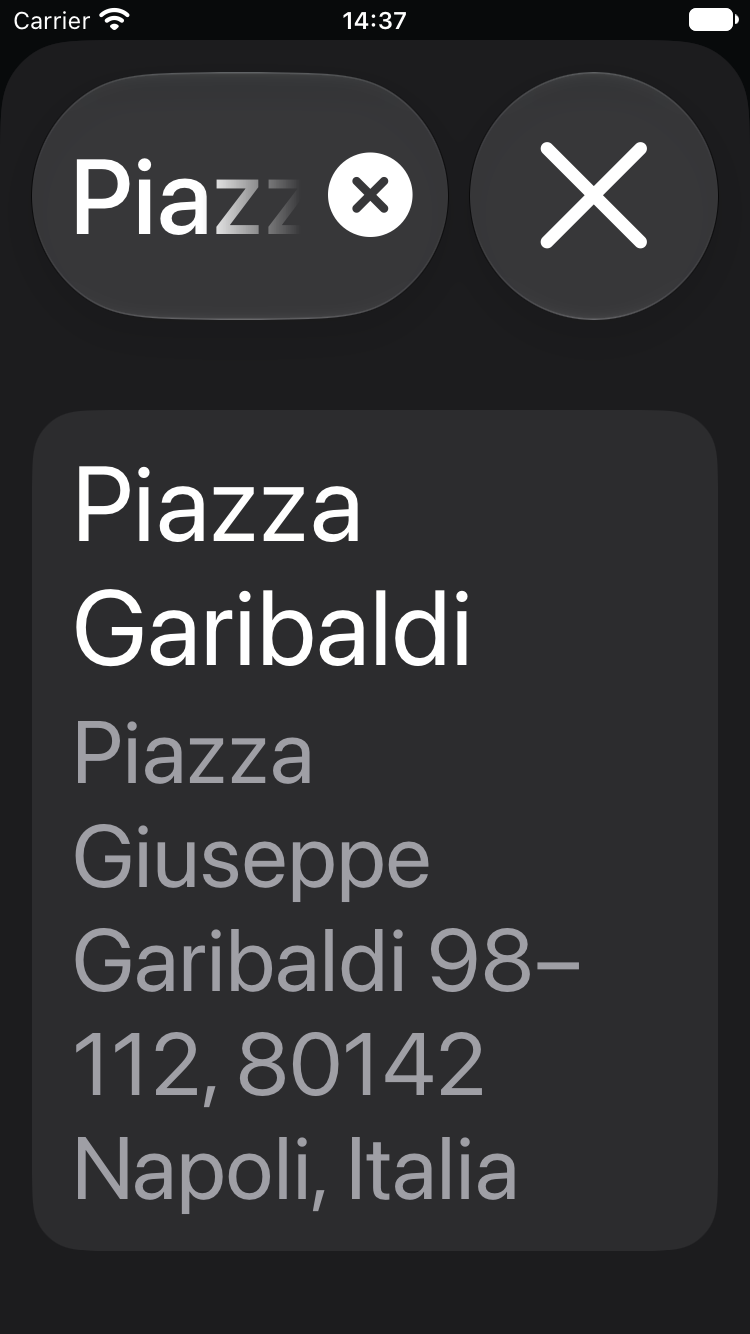 Carrier 14:37
Piazz
Piazza
Garibaldi
Piazza
Giuseppe
Garibaldi 98–
112, 80142
Napoli, Italia